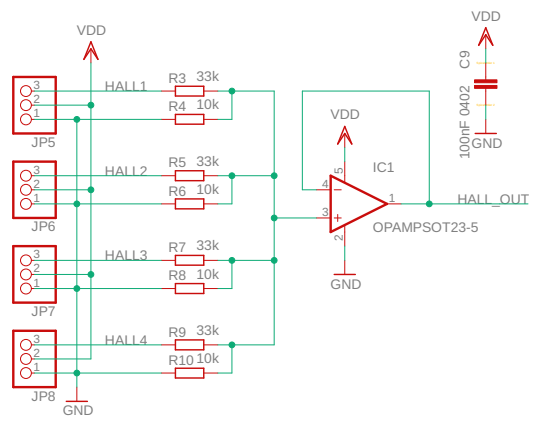 VDD
3
2
1
JP5
HALL1
R3 33k
R4 10k
3
2
1
JP6
HALL2
R5 33k
R6 10k
3
2
1
JP7
HALL3
R7 33k
R8 10k
3
2
1
JP8
HALL4
R9 33k
R10 10k
GND
VDD
IC1
5
4
3
1
2
OPAMPSOT23-5
HALL_OUT
GND
VDD
C9
100nF 0402
GND